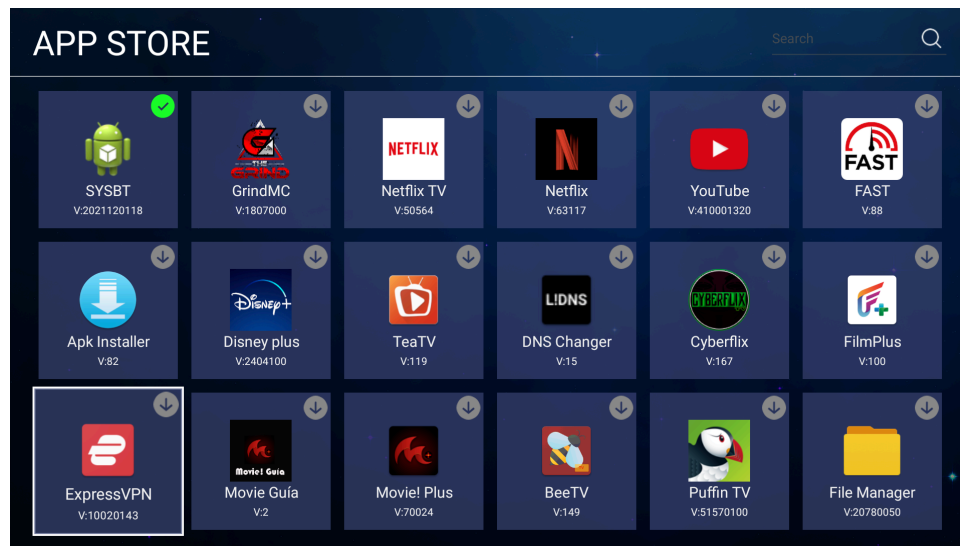 APP STORE
Search
SYSBT
V:2021120118
THE
GRIND
GrindMC
V:1807000
NETFLIX
Netflix TV
V:50564
Netflix
V:63117
YouTube
V:410001320
FAST
FAST
V:88
Apk Installer
V:82
Disney+
Disney plus
V:2404100
TeaTV
V:119
L!DNS
DNS Changer
V:15
CYBERFLIX
Cyberflix
V:167
FilmPlus
V:100
ExpressVPN
V:10020143
Movie! Guía
Movie Guía
V:2
Movie! Plus
V:70024
BeeTV
V:149
Puffin TV
V:51570100
File Manager
V:20780050